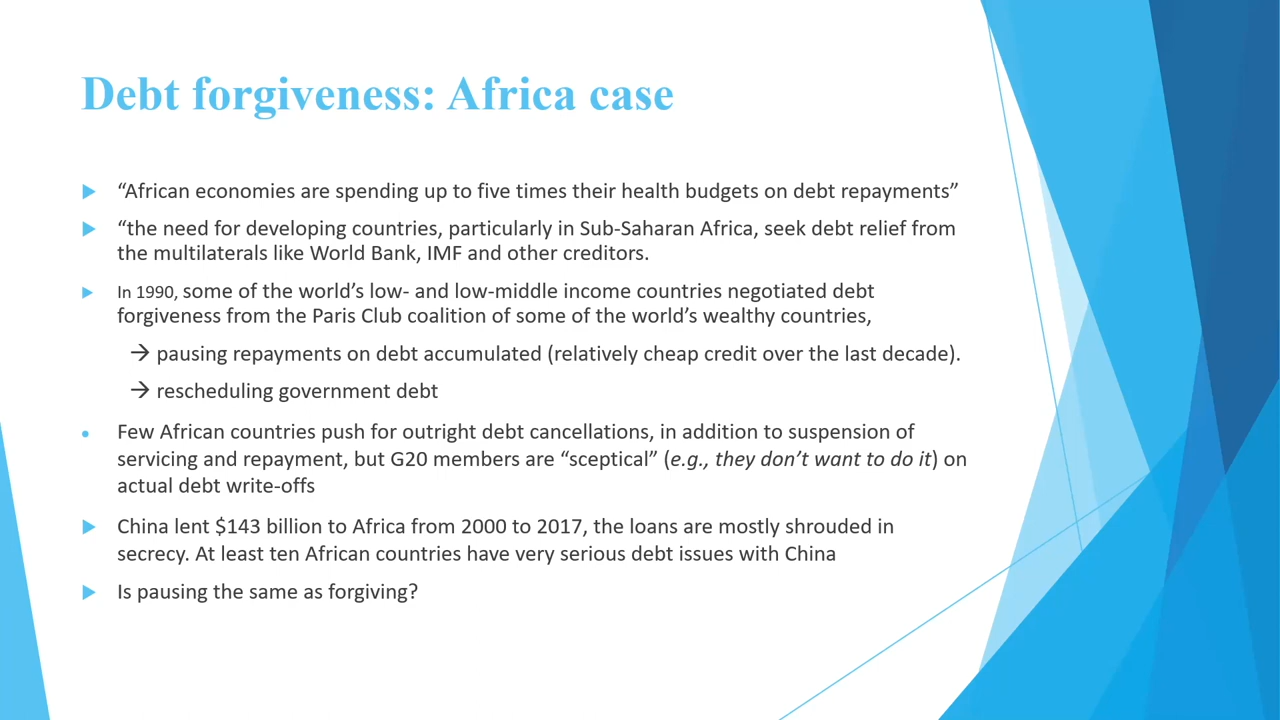 Debt forgiveness: Africa case
“African economies are spending up to five times their health budgets on debt repayments”
“the need for developing countries, particularly in Sub-Saharan Africa, seek debt relief from
the multilaterals like World Bank, IMF and other creditors.
In 1990, some of the world’s low- and low-middle income countries negotiated debt
forgiveness from the Paris Club coalition of some of the world’s wealthy countries,
→ pausing repayments on debt accumulated (relatively cheap credit over the last decade).
→ rescheduling government debt
Few African countries push for outright debt cancellations, in addition to suspension of
servicing and repayment, but G20 members are “sceptical” (e.g., they don’t want to do it) on
actual debt write-offs
China lent $143 billion to Africa from 2000 to 2017, the loans are mostly shrouded in
secrecy. At least ten African countries have very serious debt issues with China
Is pausing the same as forgiving?